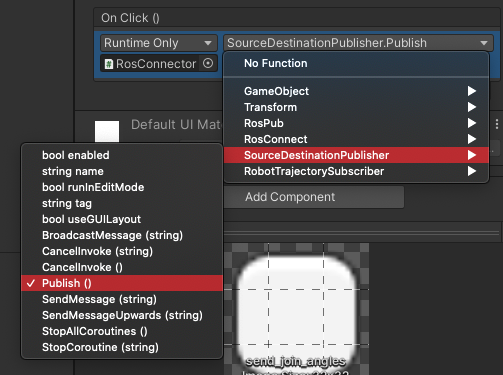 On Click ()
Runtime Only
SourceDestinationPublisher.Publish
RosConnector
No Function
GameObject
Transform
RosPub
RosConnect
SourceDestinationPublisher
RobotTrajectorySubscriber
Default UI Mat
Add Component
bool enabled
string name
bool runInEditMode
string tag
bool useGUILayout
BroadcastMessage (string)
CancelInvoke (string)
CancelInvoke ()
✓ Publish ()
SendMessage (string)
SendMessageUpwards (string)
StopAllCoroutines ()
StopCoroutine (string)
send_join_angles